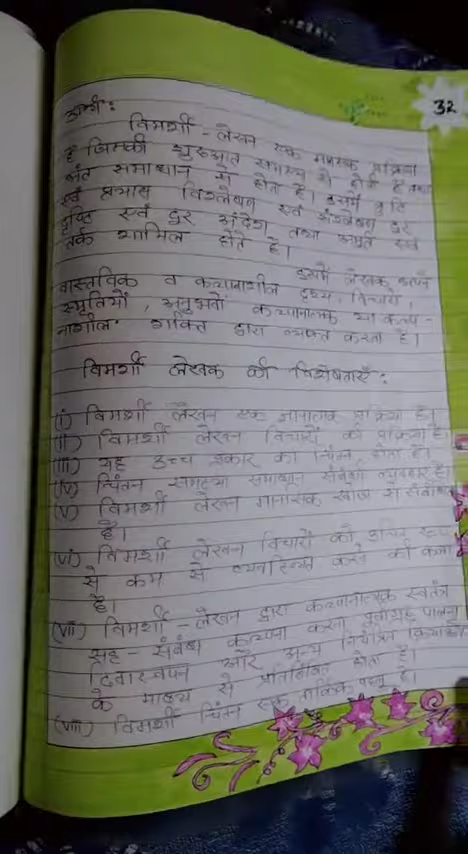 32
अर्थ:
विमर्शी - लेखन एक मानसिक प्रक्रिया
है जिसकी शुरुआत समस्या से होती है तथा
अंत समाधान से होता है। इसमें त्रुटि
एवं प्रयास विश्लेषण एवं संश्लेषण दूर
दृष्टि एवं दूर अंदेश तथा अमूर्त एवं
तर्क शामिल होते हैं।
इसमें लेखक अपने
वास्तविक व कल्पनाशील दृश्य, विचारों,
स्मृतियों, अनुभवों कल्पनात्मक या कल्प-
नाशील शक्ति द्वारा व्यक्त करता है।
विमर्शी लेखक की विशेषताएँ:
(i) विमर्शी लेखन एक ज्ञानात्मक प्रक्रिया है।
(ii) विमर्शी लेखन विचारों की प्रक्रिया है।
(iii) यह उच्च प्रकार का चिंतन होता है।
(iv) चिंतन समस्या समाधान संबंधी व्यवहार है।
(v) विमर्शी लेखन मानसिक खोज से संबंधित
है।
(vi) विमर्शी लेखन विचारों को उचित रूप
से क्रम से व्यवस्थित करने की कला
है।
(vii) विमर्शी - लेखन द्वारा कल्पनात्मक स्वतंत्र
सह - संबंध कल्पना करना पूर्वाग्रह पालना
दिवास्वपन और अन्य नियंत्रित क्रियाओं
के माध्यम से प्रतिबिंबित होता है।
(viii) विमर्शी चिंतन एक तार्किक पहलू है।